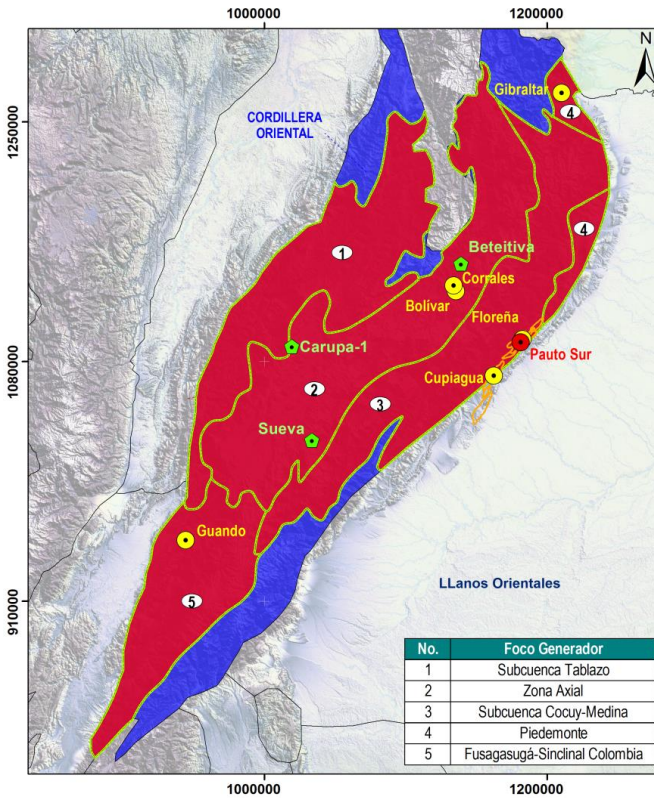 1000000
1200000
N
Gibraltar
4
1250000
CORDILLERA
ORIENTAL
4
1
Beteitiva
Corrales
Bolívar
Floreña
Carupa-1
Pauto Sur
1080000
Cupiagua
2
3
Sueva
Guando
LLanos Orientales
910000
5
No. Foco Generador
1 Subcuenca Tablazo
2 Zona Axial
3 Subcuenca Cocuy-Medina
4 Piedemonte
5 Fusagasugá-Sinclinal Colombia
1000000
1200000